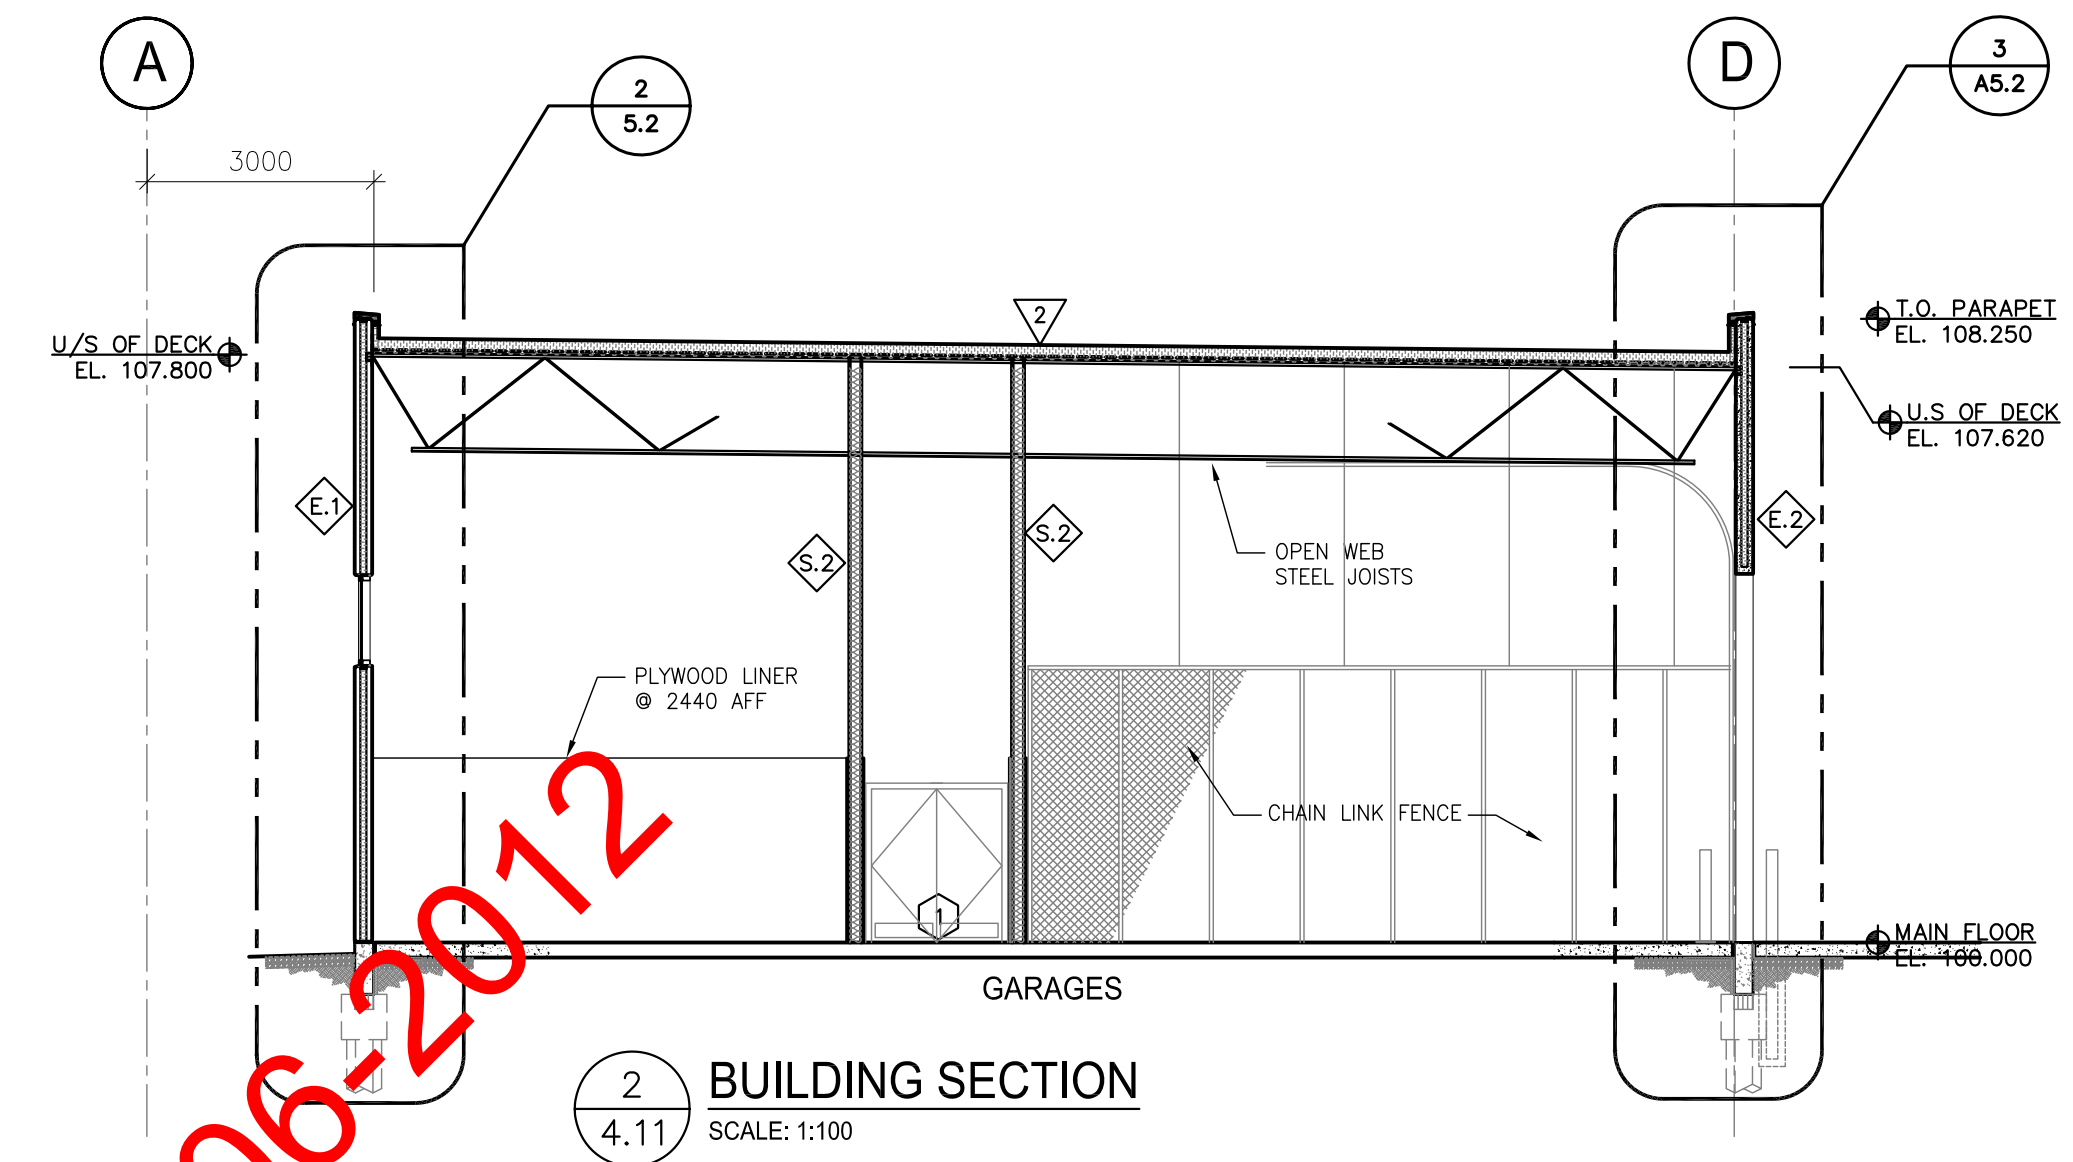 A
D
2
5.2
3
A5.2
3000
2
U/S OF DECK
EL. 107.800
T.O. PARAPET
EL. 108.250
U.S OF DECK
EL. 107.620
E.1
S.2
S.2
E.2
OPEN WEB
STEEL JOISTS
PLYWOOD LINER
@ 2440 AFF
CHAIN LINK FENCE
1
MAIN FLOOR
EL. 100.000
GARAGES
2
4.11
BUILDING SECTION
SCALE: 1:100
06-2012